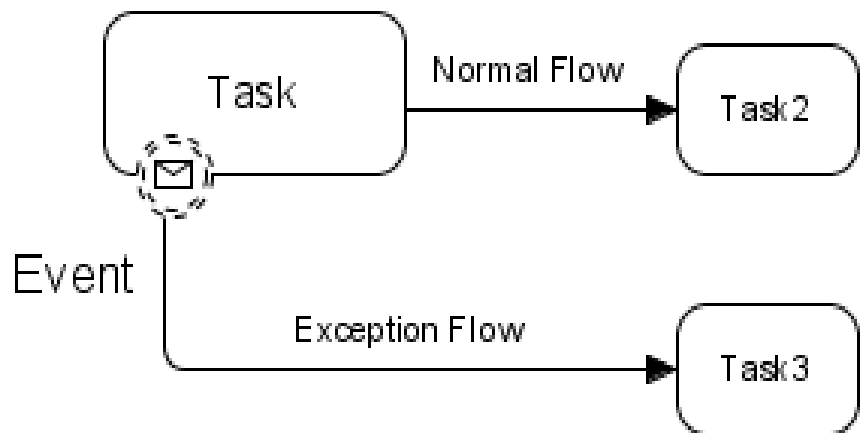 Task
Normal Flow
Task2
Event
Exception Flow
Task3